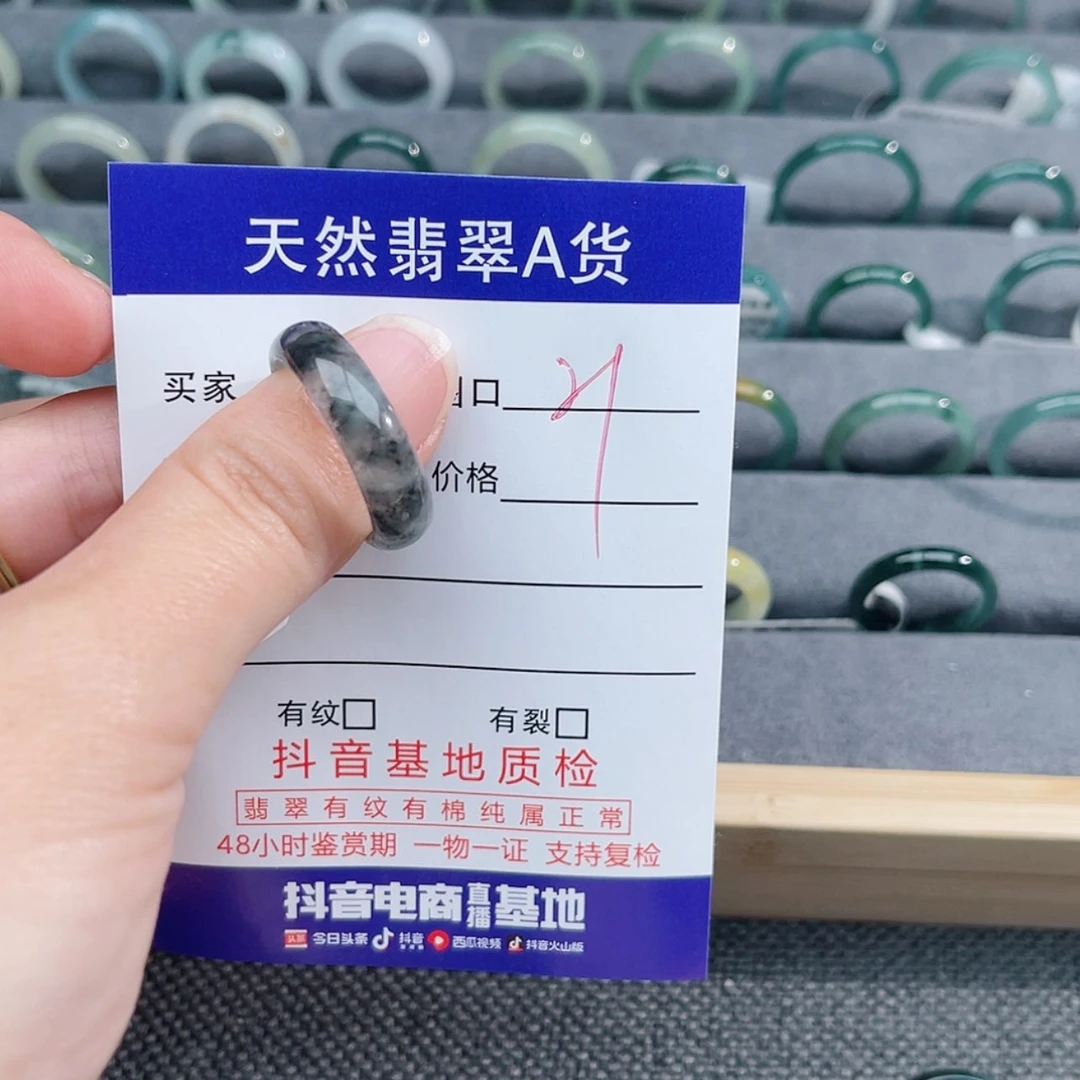 天然翡翠A货
买家 口
价格
有纹□ 有裂□
抖音基地质检
翡翠有纹有棉纯属正常
48小时鉴赏期 一物一证 支持复检
抖音电商直播基地
头条 今日头条 抖音 西瓜视频 抖音火山版